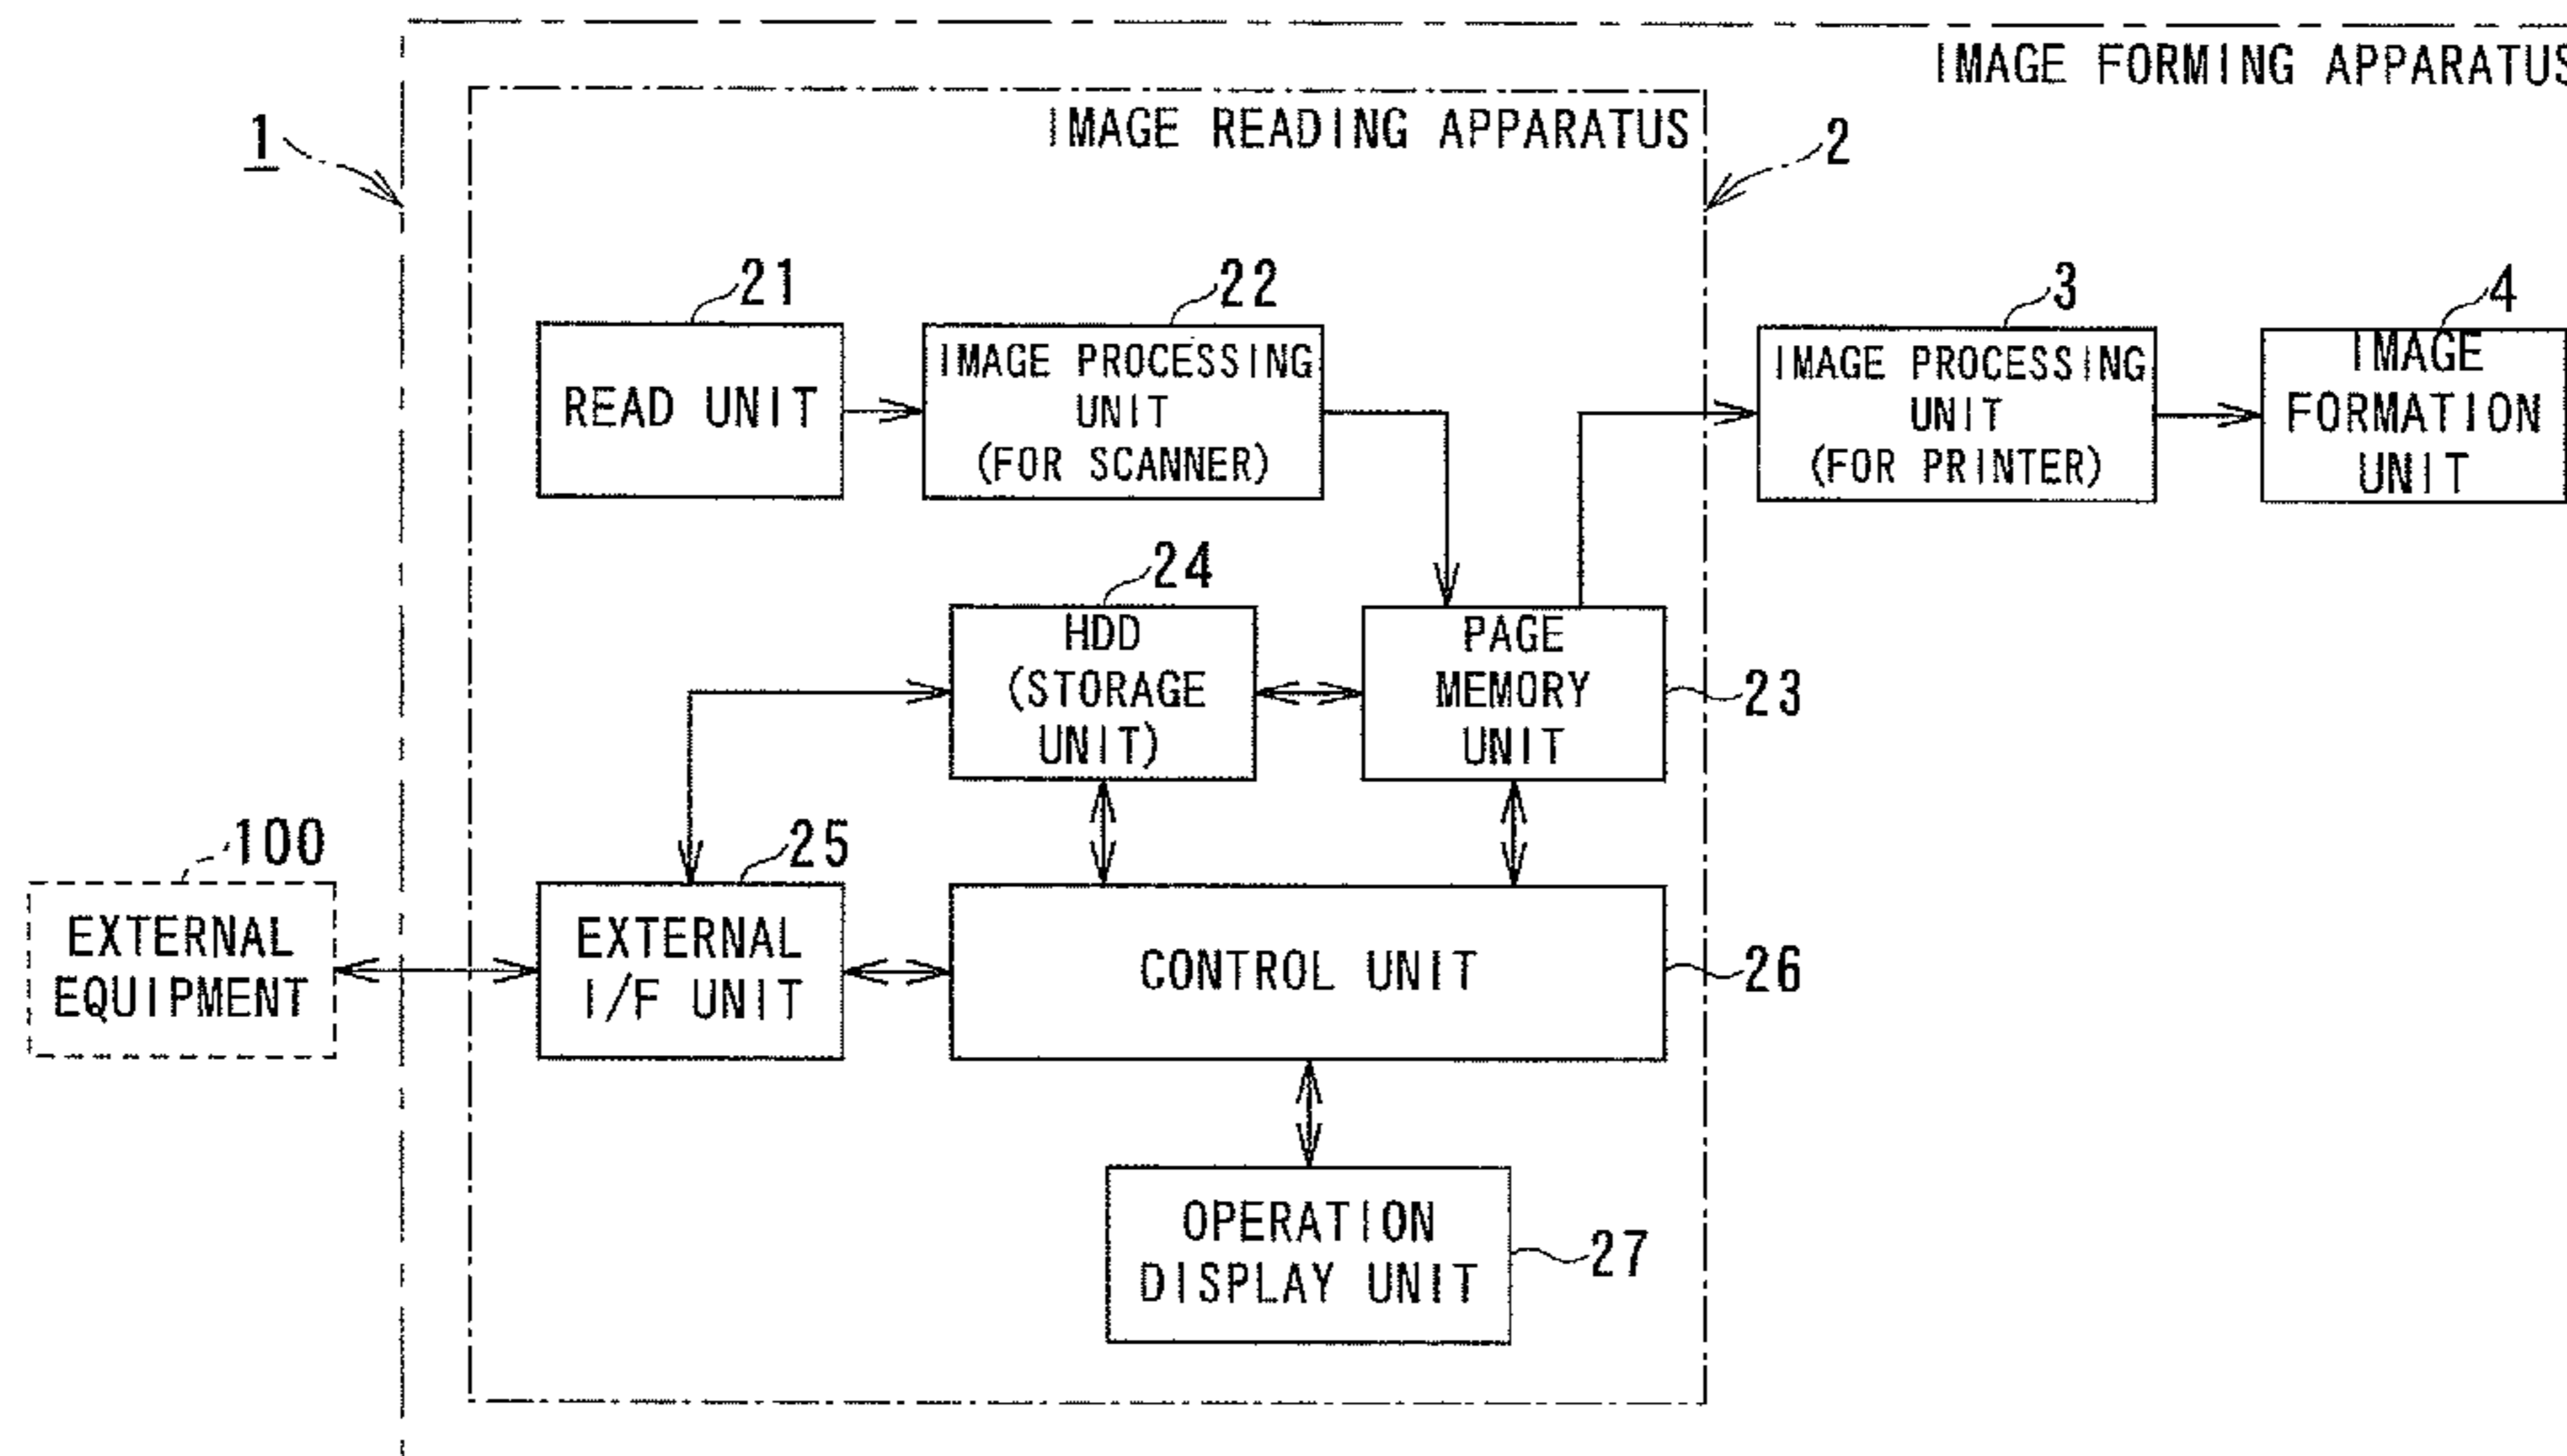 IMAGE FORMING APPARATUS
IMAGE READING APPARATUS
1
2
21
22
3
4
READ UNIT
IMAGE PROCESSING
UNIT
(FOR SCANNER)
IMAGE PROCESSING
UNIT
(FOR PRINTER)
IMAGE
FORMATION
UNIT
24
HDD
(STORAGE
UNIT)
PAGE
MEMORY
UNIT
23
100
25
EXTERNAL
EQUIPMENT
EXTERNAL
I/F UNIT
CONTROL UNIT
26
OPERATION
DISPLAY UNIT
27